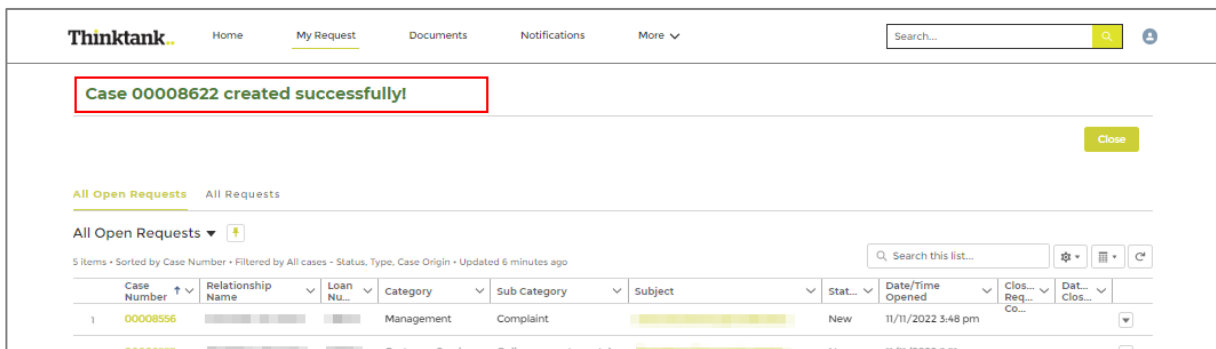 Thinktank.. Home My Request Documents Notifications More Search...
Case 00008622 created successfully!
Close
All Open Requests All Requests
All Open Requests
5 items • Sorted by Case Number • Filtered by All cases - Status, Type, Case Origin • Updated 6 minutes ago
Search this list...
Case Number Relationship Name Loan Nu... Category Sub Category Subject Stat... Date/Time Opened Clos... Req... Co... Dat... Clos...
1 00008556 Management Complaint New 11/11/2022 3:48 pm